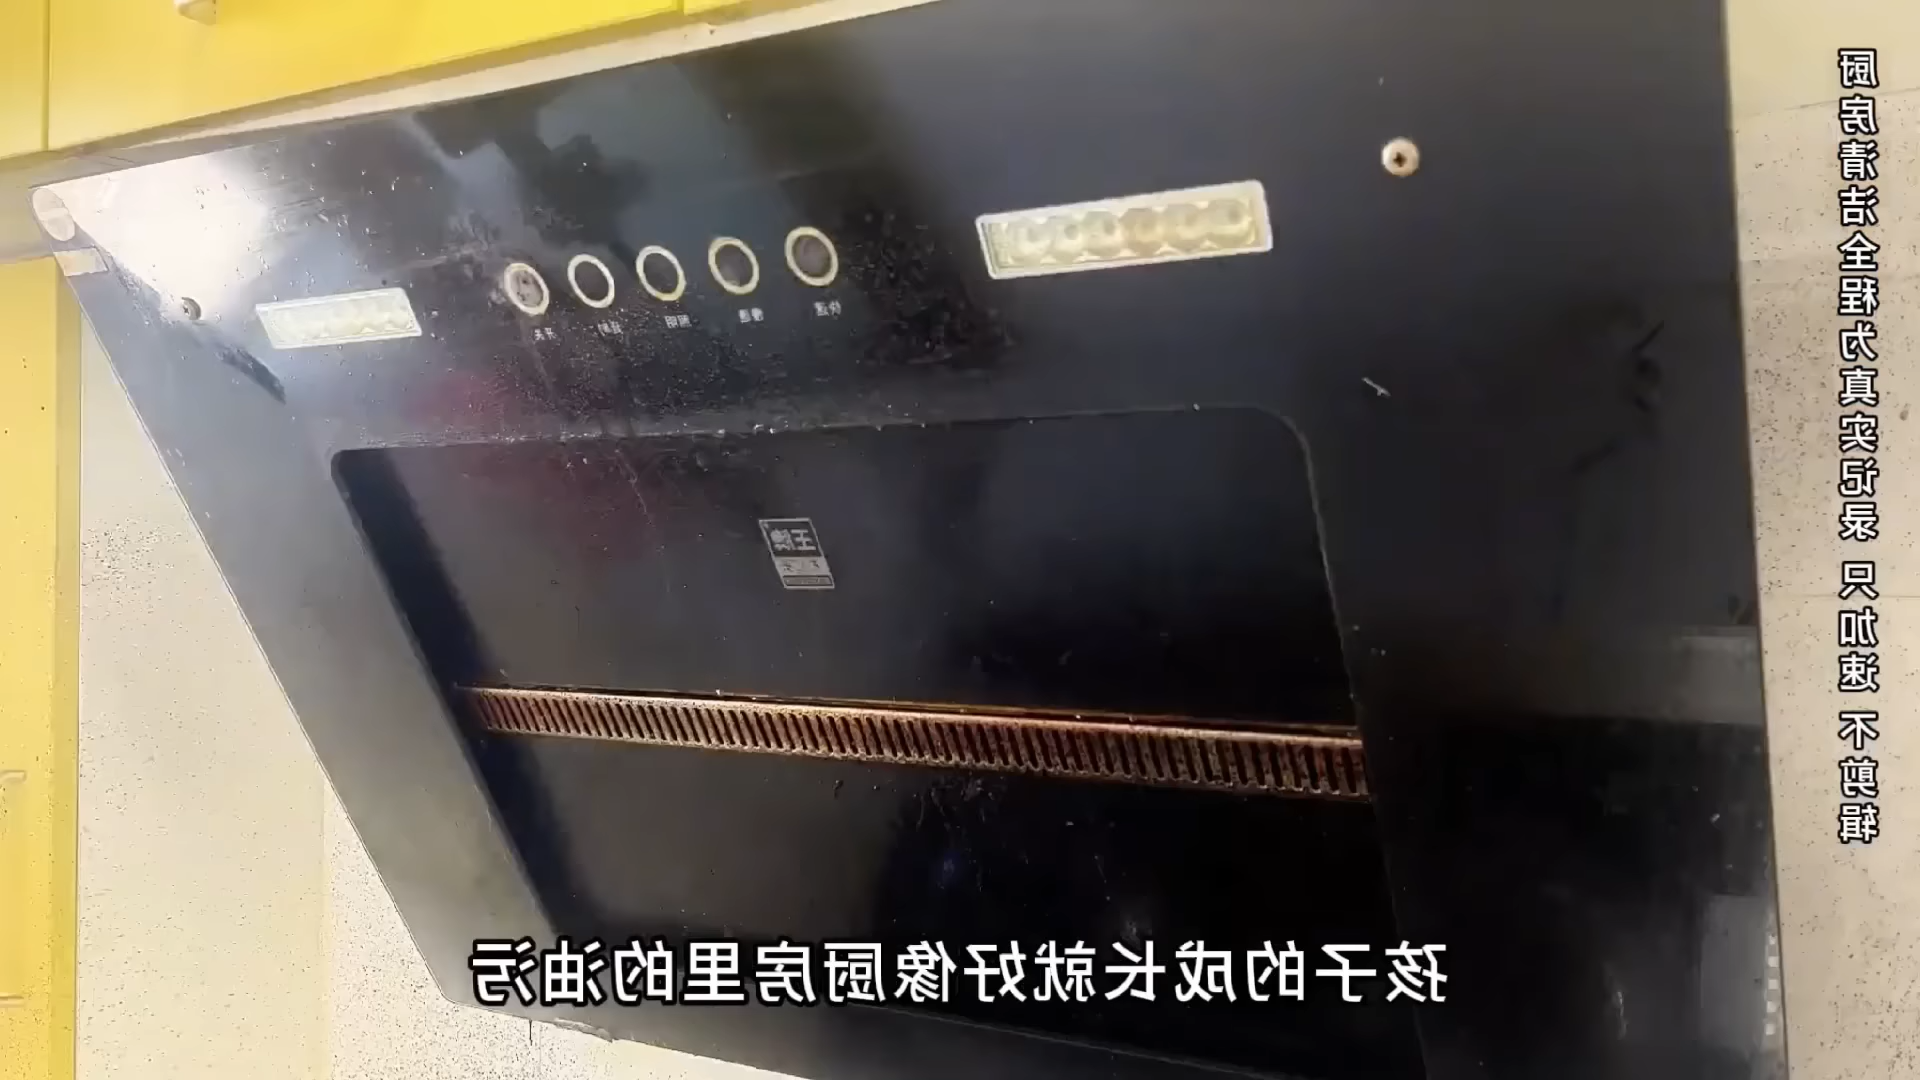 厨房清洁全程为真实记录 只加速 不剪辑
孩子的成长就好像厨房里的油污